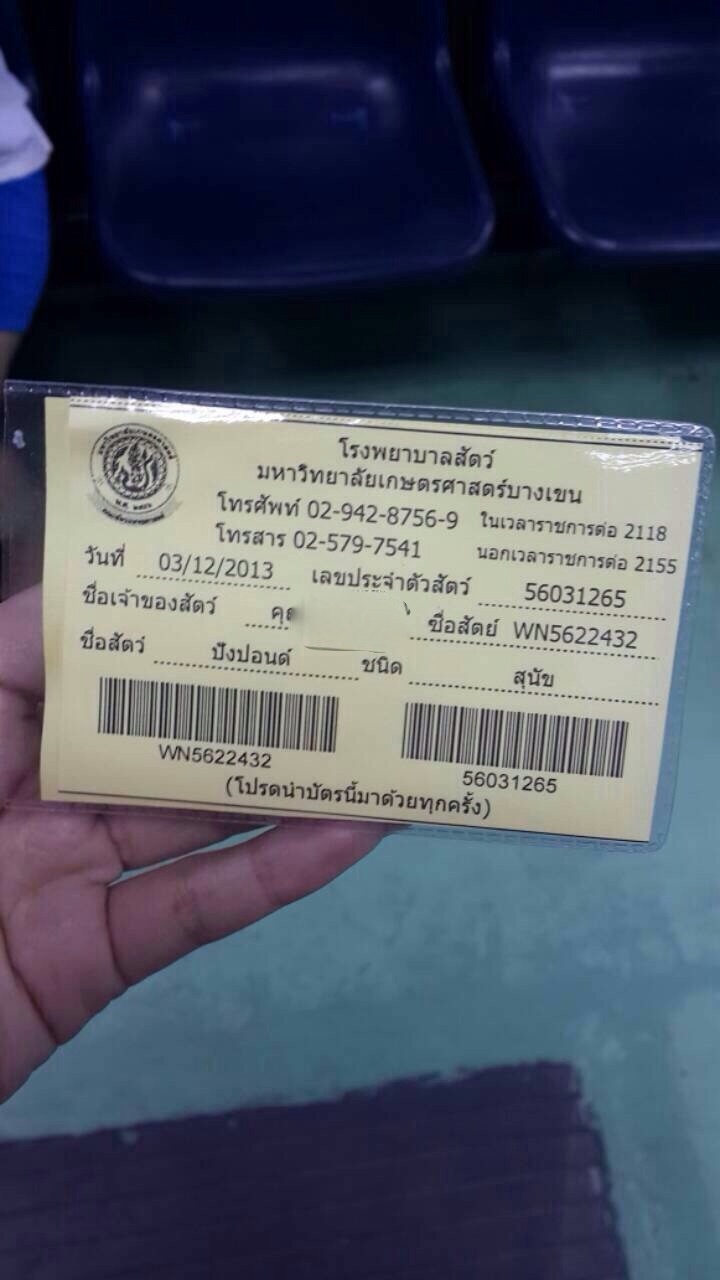 โรงพยาบาลสัตว์
มหาวิทยาลัยเกษตรศาสตร์บางเขน
โทรศัพท์ 02-942-8756-9 ในเวลาราชการต่อ 2118
โทรสาร 02-579-7541 นอกเวลาราชการต่อ 2155
วันที่ 03/12/2013 เลขประจำตัวสัตว์ 56031265
ชื่อเจ้าของสัตว์ ชื่อสัตย์ WN5622432
ชื่อสัตว์ ปังปอนด์ ชนิด สุนัข
WN5622432 56031265
(โปรดนำบัตรนี้มาด้วยทุกครั้ง)